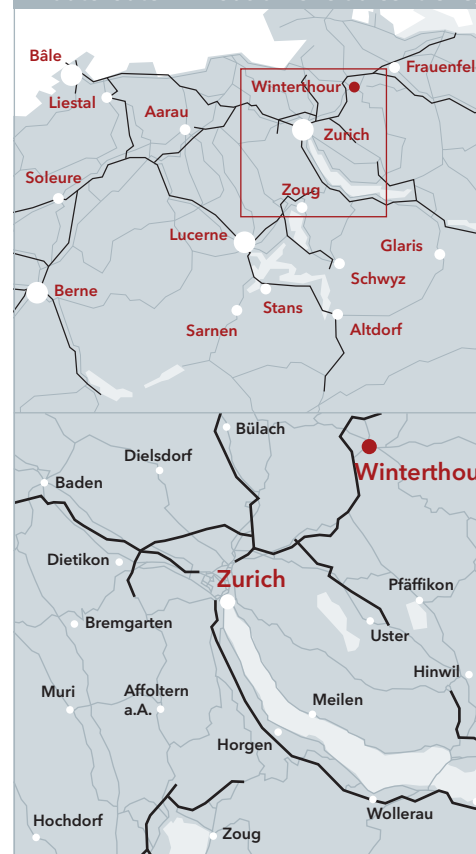 Bâle
Frauenfel
Winterthour
Liestal
Aarau
Zurich
Soleure
Zoug
Lucerne
Glaris
Schwyz
Berne
Stans
Sarnen
Altdorf
Bülach
Dielsdorf
Winterthou
Baden
Dietikon
Zurich
Pfäffikon
Bremgarten
Uster
Hinwil
Muri
Affoltern
a.A.
Meilen
Horgen
Wollerau
Hochdorf
Zoug